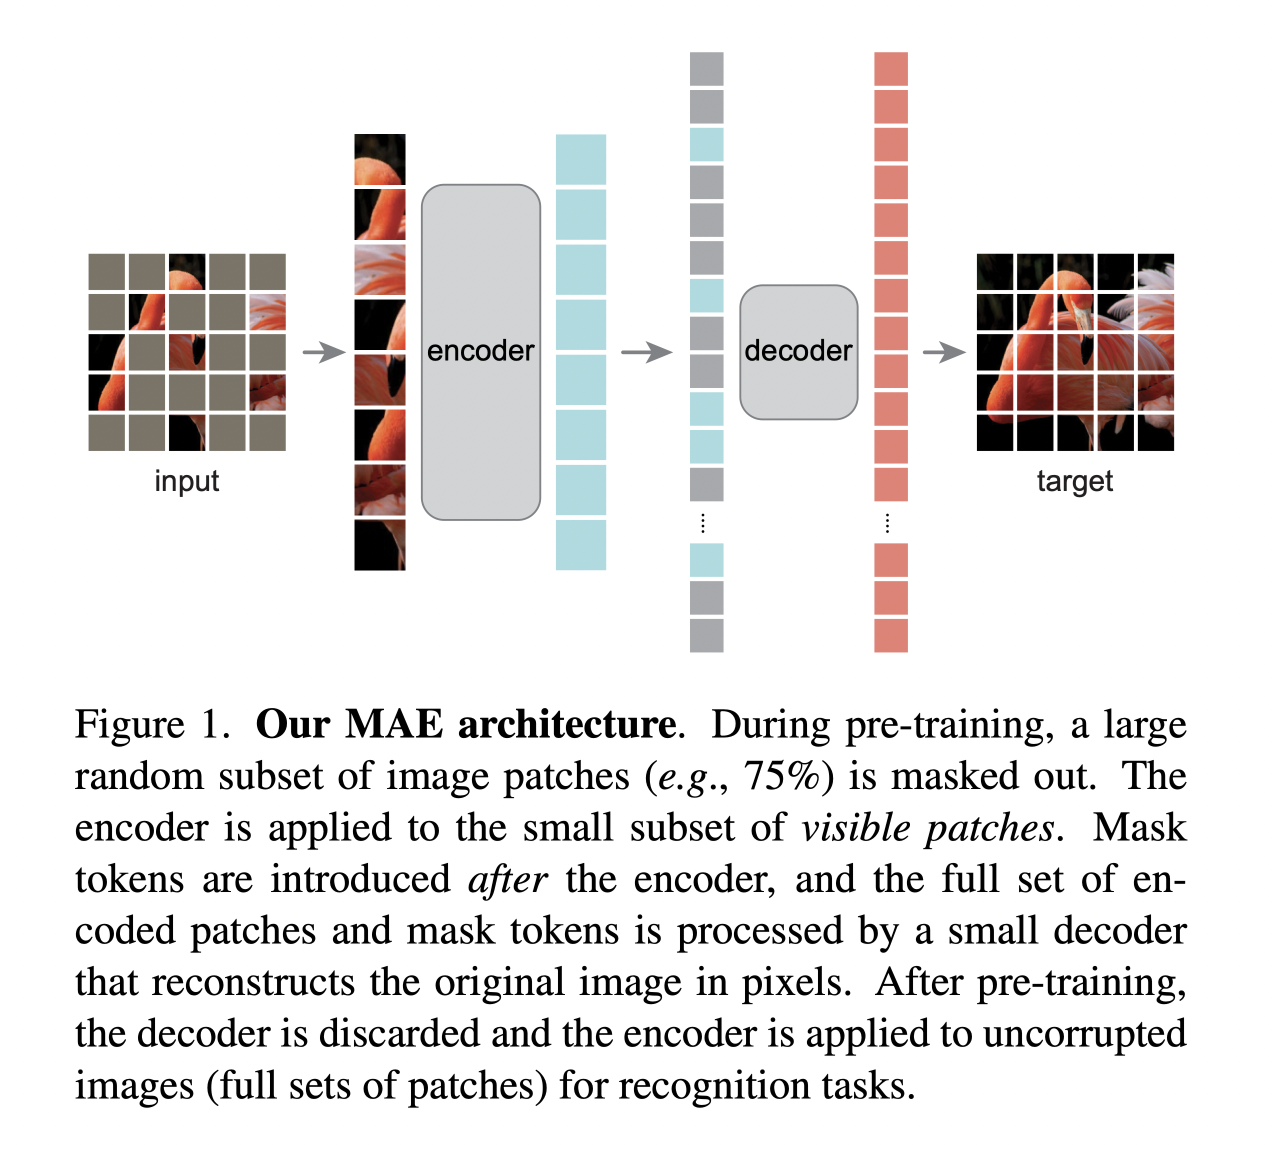 encoder
decoder
input
target
Figure 1. Our MAE architecture. During pre-training, a large
random subset of image patches (e.g., 75%) is masked out. The
encoder is applied to the small subset of visible patches. Mask
tokens are introduced after the encoder, and the full set of en-
coded patches and mask tokens is processed by a small decoder
that reconstructs the original image in pixels. After pre-training,
the decoder is discarded and the encoder is applied to uncorrupted
images (full sets of patches) for recognition tasks.